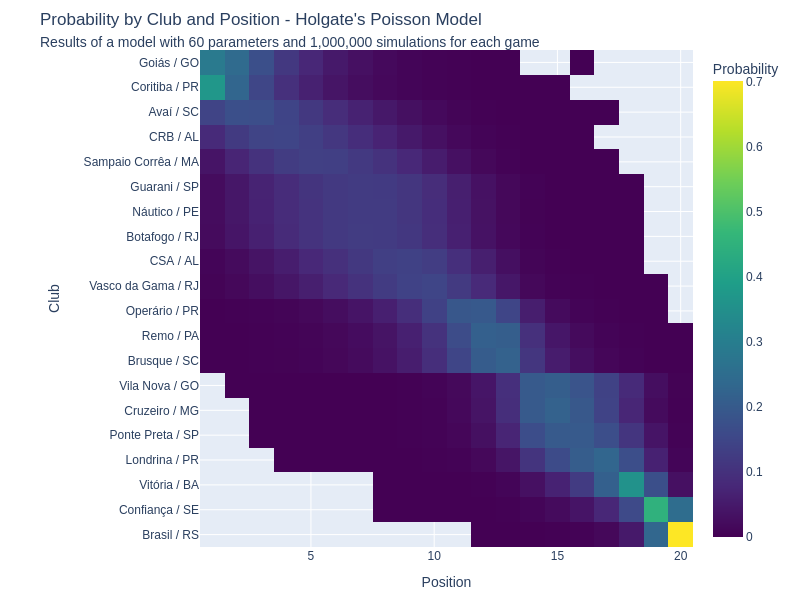 Probability by Club and Position - Holgate's Poisson Model
Results of a model with 60 parameters and 1,000,000 simulations for each game
Probability
Goiás / GO
Coritiba / PR
Avaí / SC
CRB / AL
Sampaio Corrêa / MA
Guarani / SP
Náutico / PE
Botafogo / RJ
CSA / AL
Vasco da Gama / RJ
Operário / PR
Remo / PA
Brusque / SC
Vila Nova / GO
Cruzeiro / MG
Ponte Preta / SP
Londrina / PR
Vitória / BA
Confiança / SE
Brasil / RS
Club
5
10
15
20
Position
0.7
0.6
0.5
0.4
0.3
0.2
0.1
0